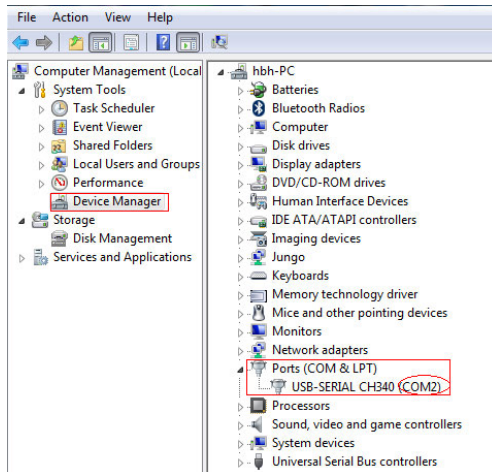 File Action View Help
Computer Management (Local
System Tools
Task Scheduler
Event Viewer
Shared Folders
Local Users and Groups
Performance
Device Manager
Storage
Disk Management
Services and Applications
hbh-PC
Batteries
Bluetooth Radios
Computer
Disk drives
Display adapters
DVD/CD-ROM drives
Human Interface Devices
IDE ATA/ATAPI controllers
Imaging devices
Jungo
Keyboards
Memory technology driver
Mice and other pointing devices
Monitors
Network adapters
Ports (COM & LPT)
USB-SERIAL CH340 (COM2)
Processors
Sound, video and game controllers
System devices
Universal Serial Bus controllers